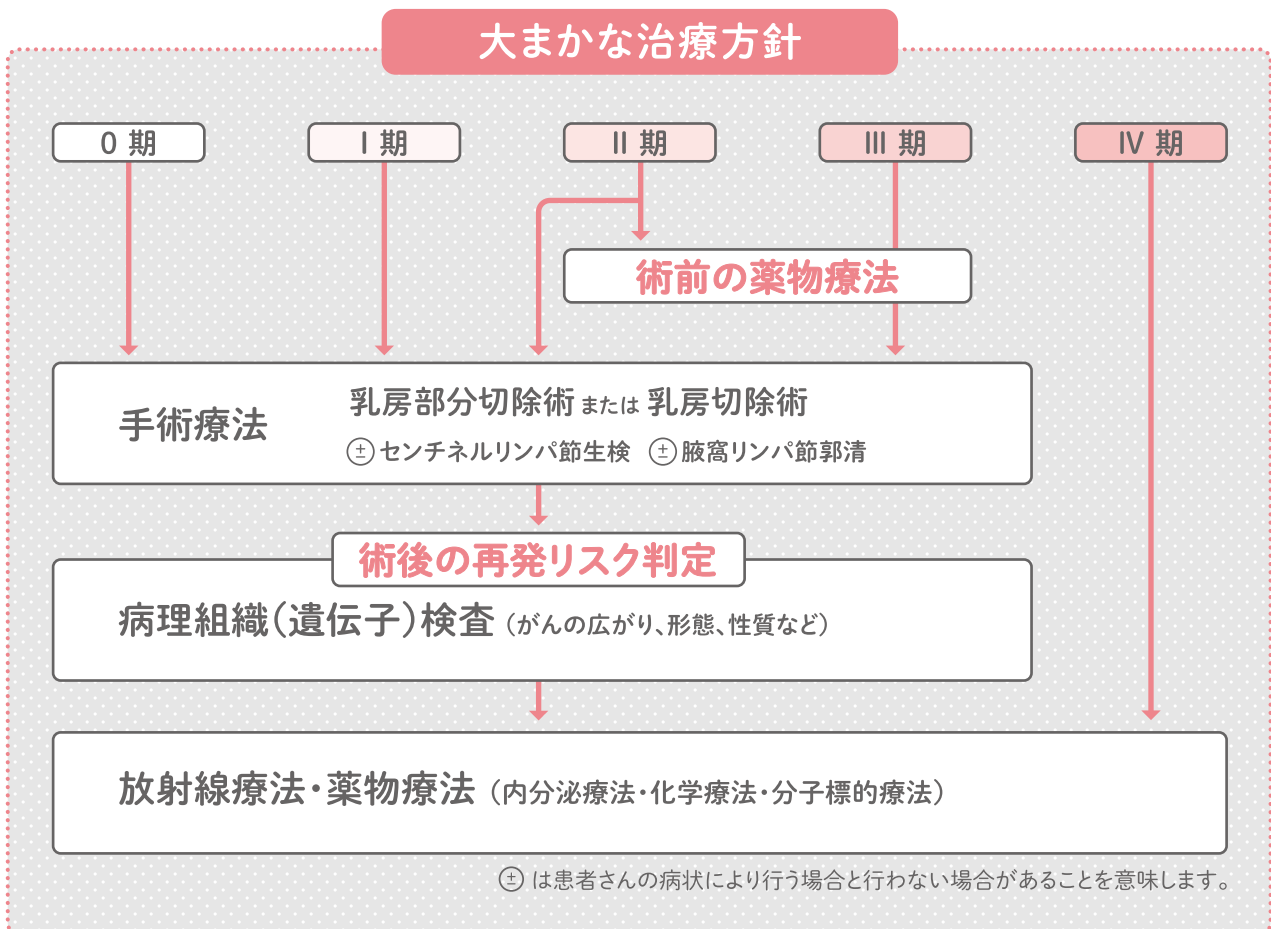 大まかな治療方針
0 期
I 期
II 期
III 期
IV 期
術前の薬物療法
手術療法
乳房部分切除術 または 乳房切除術
± センチネルリンパ節生検 ± 腋窩リンパ節郭清
術後の再発リスク判定
病理組織(遺伝子)検査 (がんの広がり、形態、性質など)
放射線療法・薬物療法 (内分泌療法・化学療法・分子標的療法)
± は患者さんの病状により行う場合と行わない場合があることを意味します。